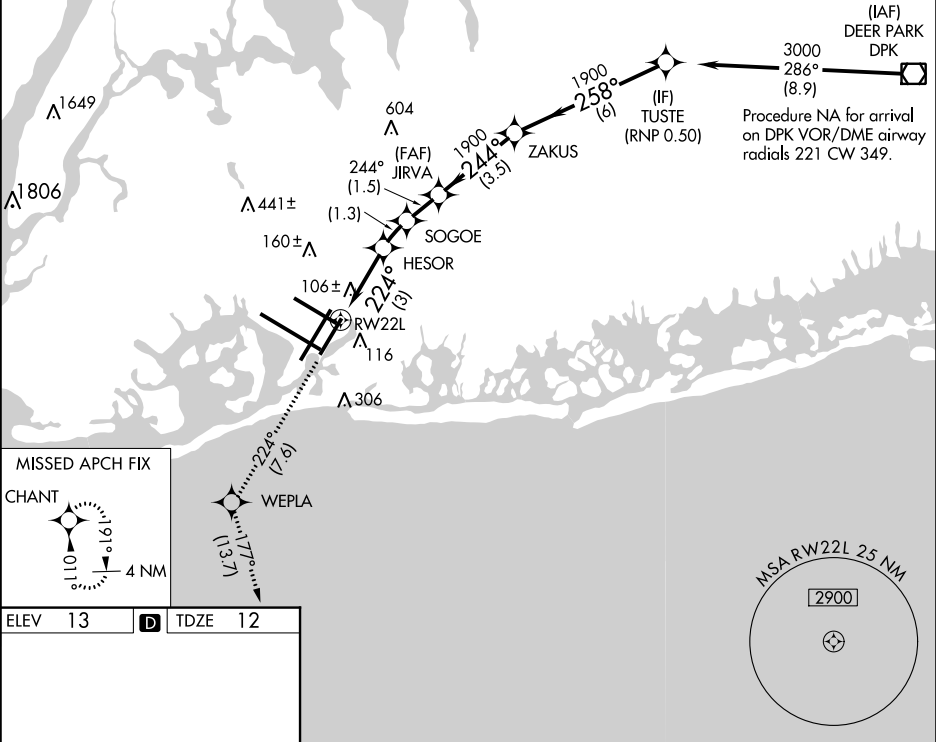 (IAF)
DEER PARK
DPK
3000
286°
(8.9)
Procedure NA for arrival
on DPK VOR/DME airway
radials 221 CW 349.
(IF)
TUSTE
(RNP 0.50)
1900
258°
(6)
ZAKUS
1900
244°
(3.5)
1649
604
(FAF)
JIRVA
244°
(1.5)
1806
441±
(1.3)
SOGOE
160±
HESOR
106±
224°
(3)
RW22L
116
306
224°
(7.6)
WEPLA
177°
(13.7)
MISSED APCH FIX
CHANT
191°
011°
4 NM
MSA RW22L 25 NM
2900
ELEV 13
D
TDZE 12